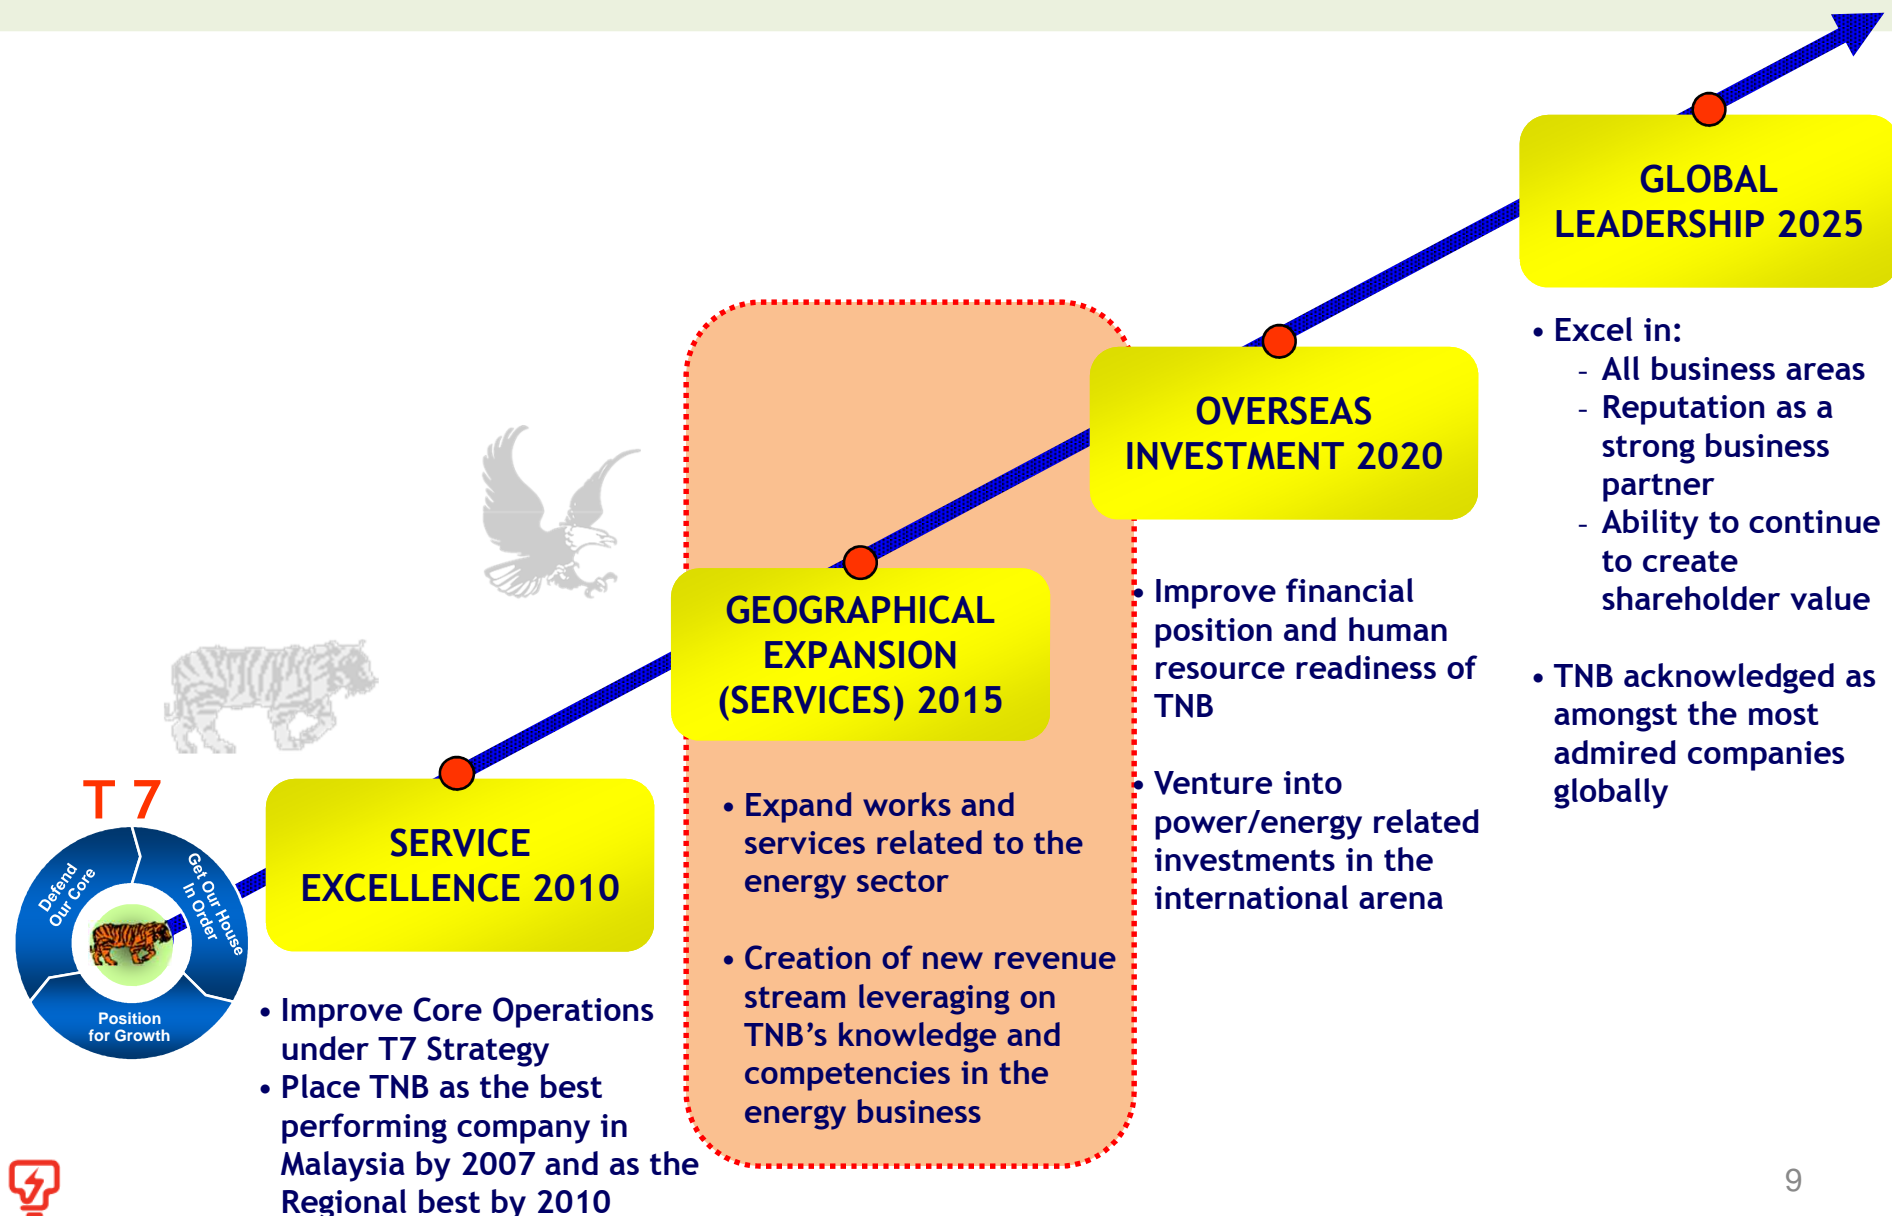 T 7
Defend
Our Core
Get Our House
In Order
Position
for Growth
SERVICE
EXCELLENCE 2010
• Improve Core Operations
under T7 Strategy
• Place TNB as the best
performing company in
Malaysia by 2007 and as the
Regional best by 2010
GEOGRAPHICAL
EXPANSION
(SERVICES) 2015
• Expand works and
services related to the
energy sector
• Creation of new revenue
stream leveraging on
TNB’s knowledge and
competencies in the
energy business
OVERSEAS
INVESTMENT 2020
• Improve financial
position and human
resource readiness of
TNB
• Venture into
power/energy related
investments in the
international arena
GLOBAL
LEADERSHIP 2025
• Excel in:
- All business areas
- Reputation as a
strong business
partner
- Ability to continue
to create
shareholder value
• TNB acknowledged as
amongst the most
admired companies
globally
9